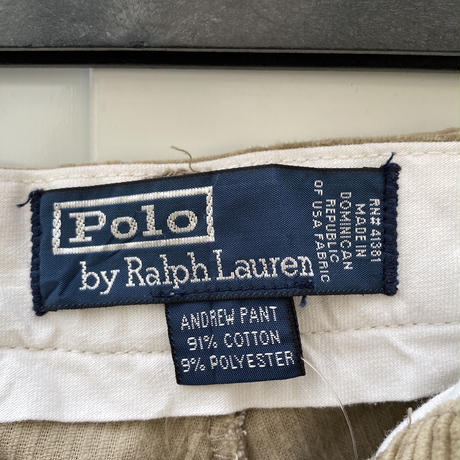 Polo
by Ralph Lauren
RN# 41381
MADE IN
DOMINICAN
REPUBLIC
OF USA FABRIC
ANDREW PANT
91% COTTON
9% POLYESTER